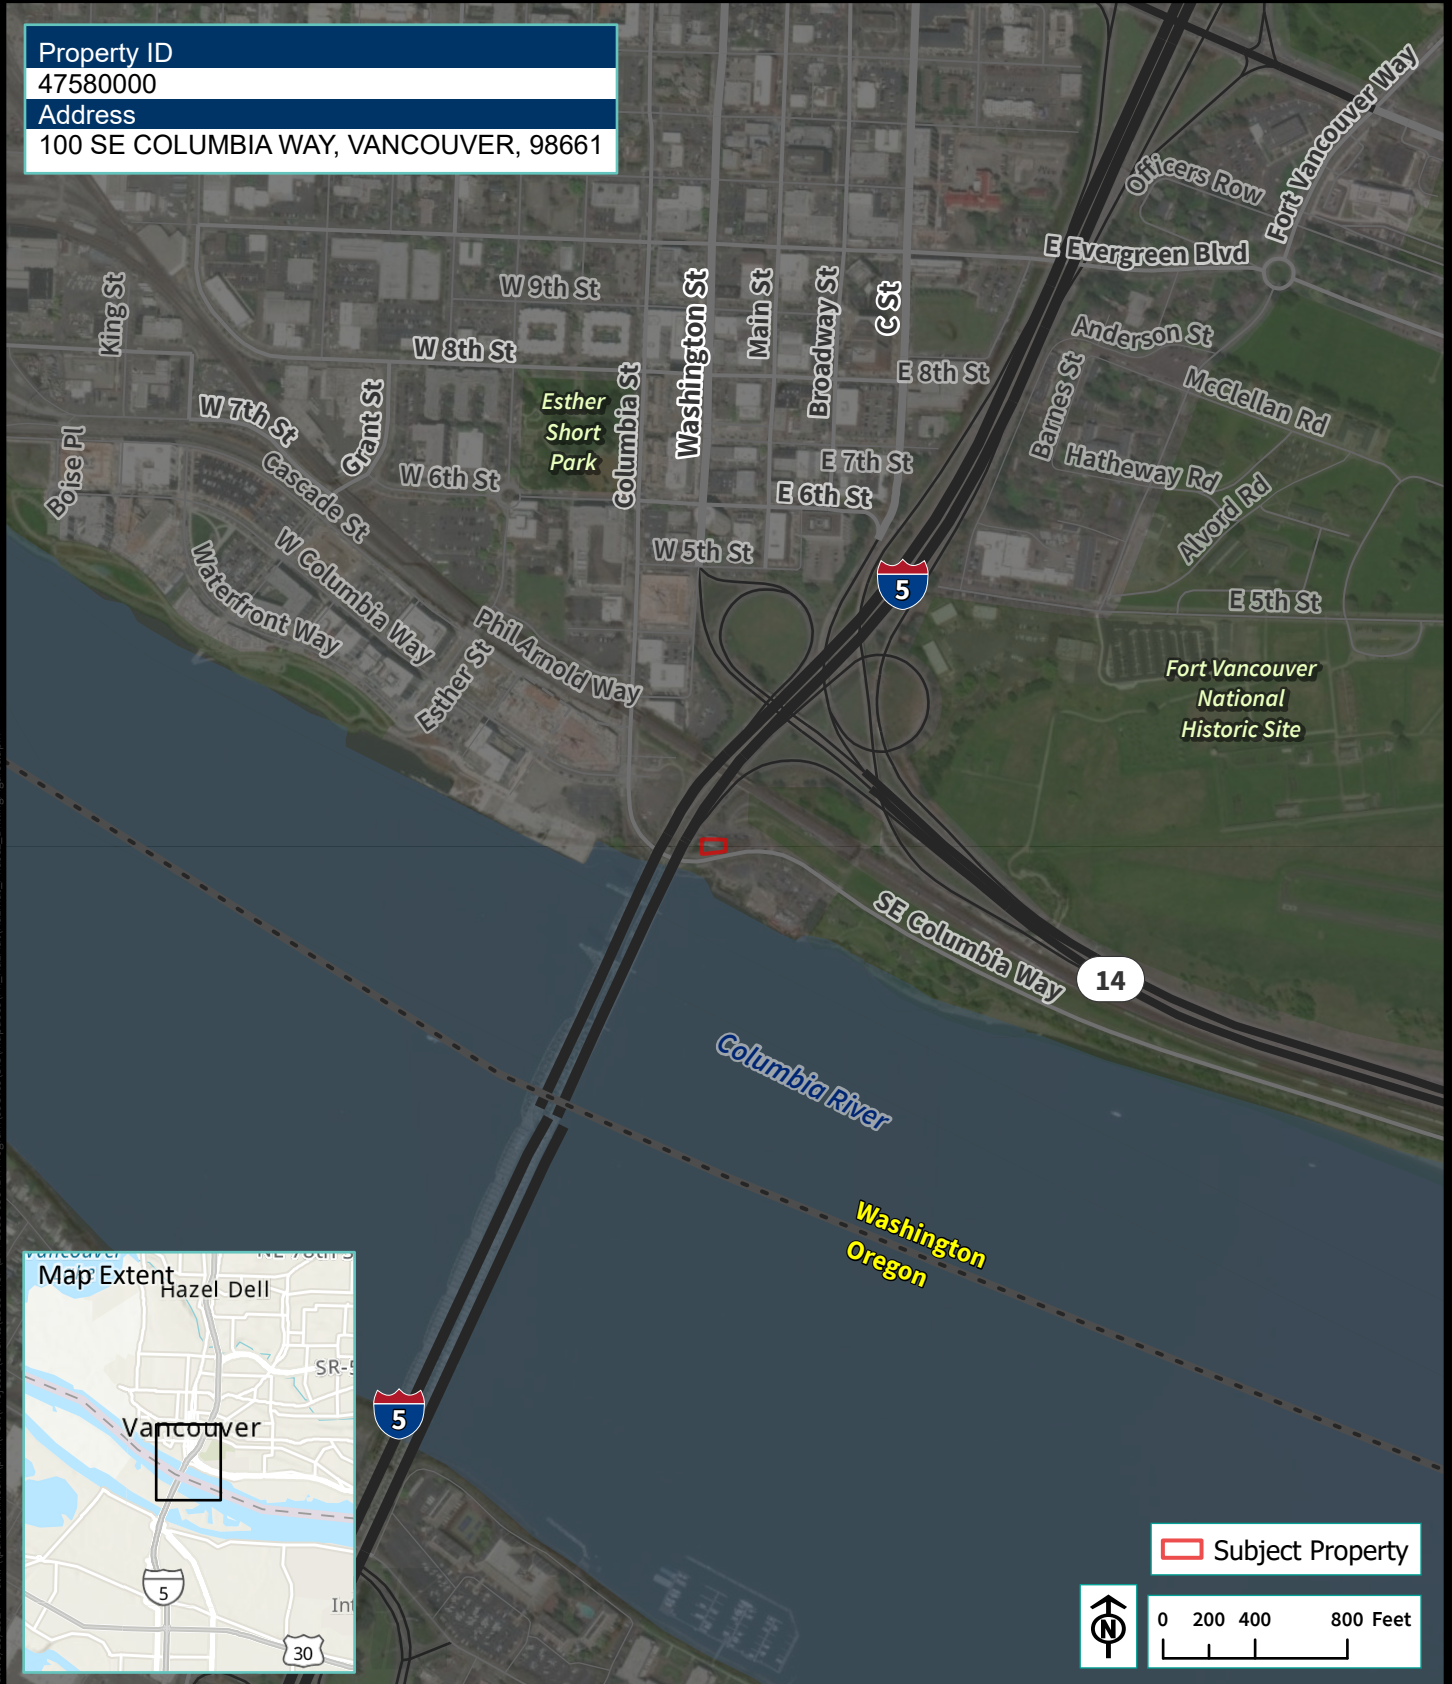 Property ID
47580000
Address
100 SE COLUMBIA WAY, VANCOUVER, 98661
Fort Vancouver Way
Officers Row
E Evergreen Blvd
King St
W 9th St
Washington St
Main St
Broadway St
C St
Anderson St
W 8th St
E 8th St
McClellan Rd
Barnes St
W 7th St
Grant St
Esther
Short
Park
Columbia St
E 7th St
Hatheway Rd
Boise Pl
Cascade St
W 6th St
E 6th St
Alvord Rd
W 5th St
W Columbia Way
Waterfront Way
5
E 5th St
Phil Arnold Way
Esther St
Fort Vancouver
National
Historic Site
SE Columbia Way
14
Columbia River
Washington
Oregon
Map Extent
Hazel Dell
Vancouver
5
30
5
Subject Property
N
0 200 400 800 Feet